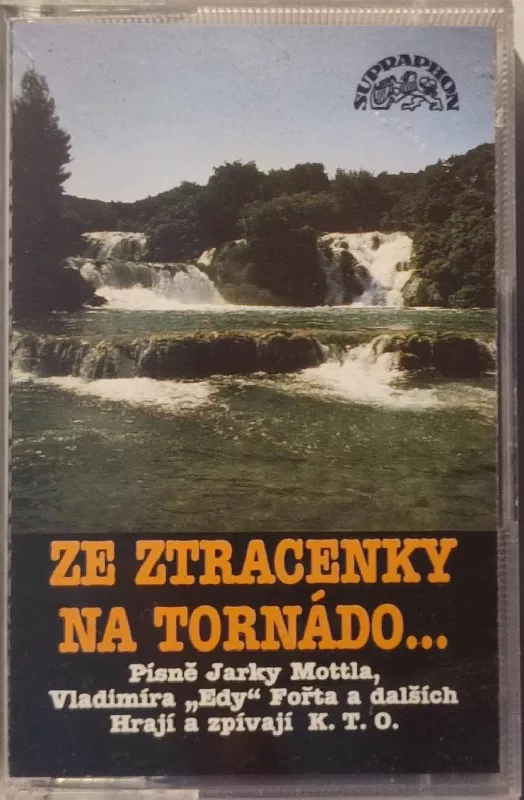 SUPRAPHON
ZE ZTRACENKY
NA TORNÁDO...
Písně Jarky Mottla,
Vladimíra „Edy“ Fořta a dalších
Hrají a zpívají K. T. O.